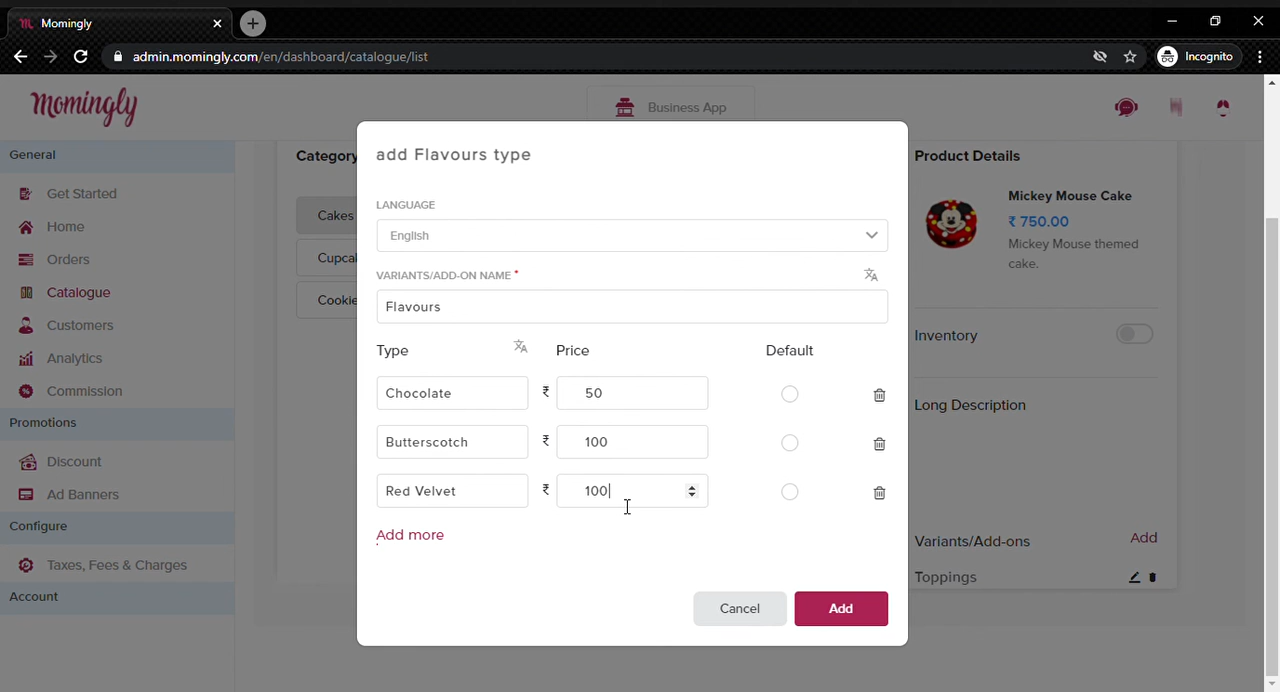 Momingly
admin.momingly.com/en/dashboard/catalogue/list
Incognito
Momingly
Business App
General
Get Started
Home
Orders
Catalogue
Customers
Analytics
Commission
Promotions
Discount
Ad Banners
Configure
Taxes, Fees & Charges
Account
Category
Cakes
Cupca
Cookie
add Flavours type
LANGUAGE
English
VARIANTS/ADD-ON NAME *
Flavours
Type Price Default
Chocolate ₹ 50
Butterscotch ₹ 100
Red Velvet ₹ 100
Add more
Cancel Add
Product Details
Mickey Mouse Cake
₹ 750.00
Mickey Mouse themed
cake.
Inventory
Long Description
Variants/Add-ons Add
Toppings